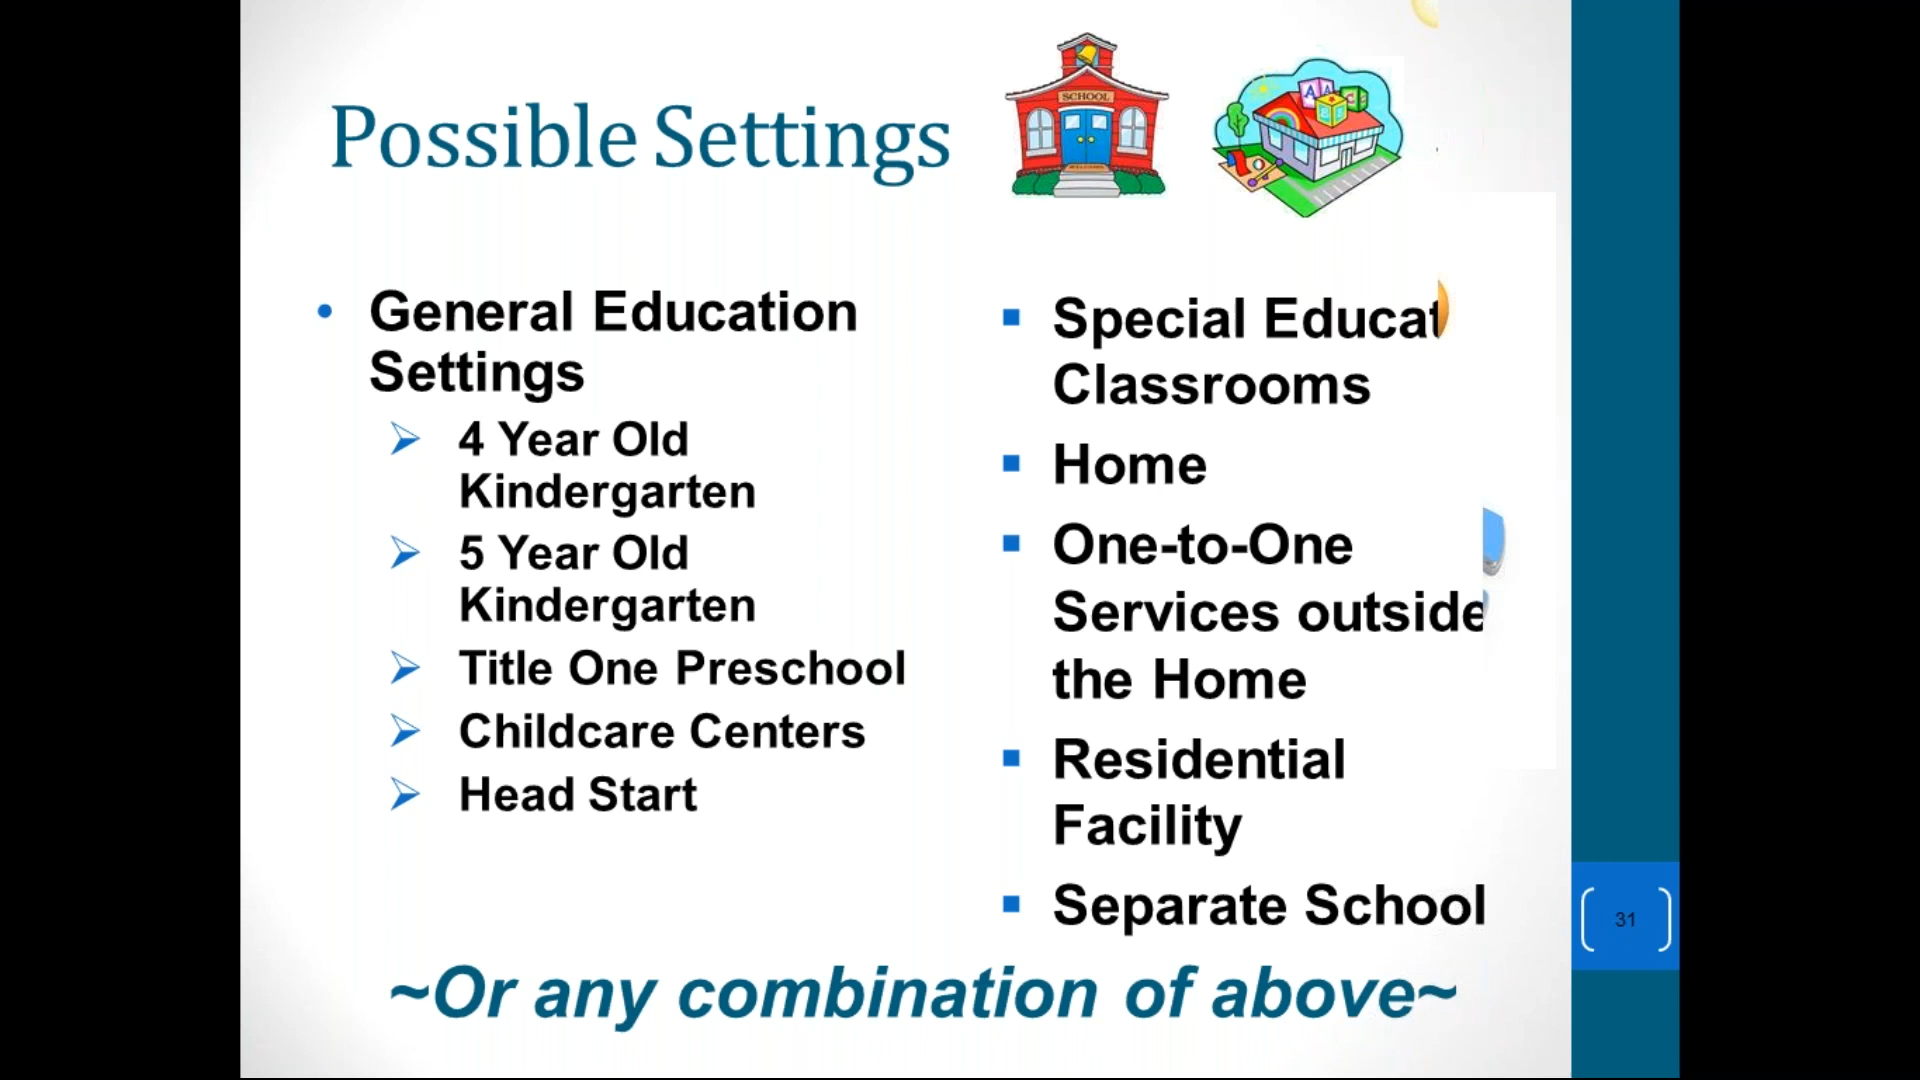 Possible Settings
SCHOOL
General Education
Settings
4 Year Old
Kindergarten
5 Year Old
Kindergarten
Title One Preschool
Childcare Centers
Head Start
Special Educat
Classrooms
Home
One-to-One
Services outside
the Home
Residential
Facility
Separate School
~Or any combination of above~
31